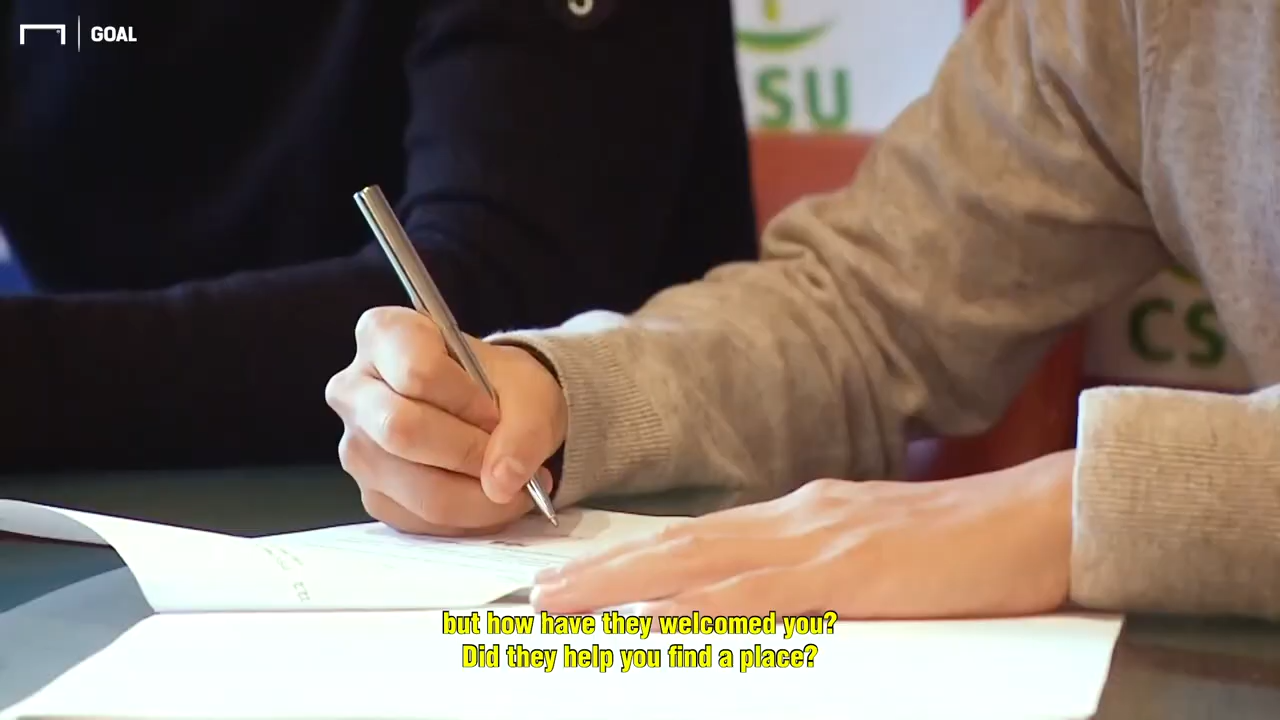 GOAL
SU
CS
but how have they welcomed you?
Did they help you find a place?